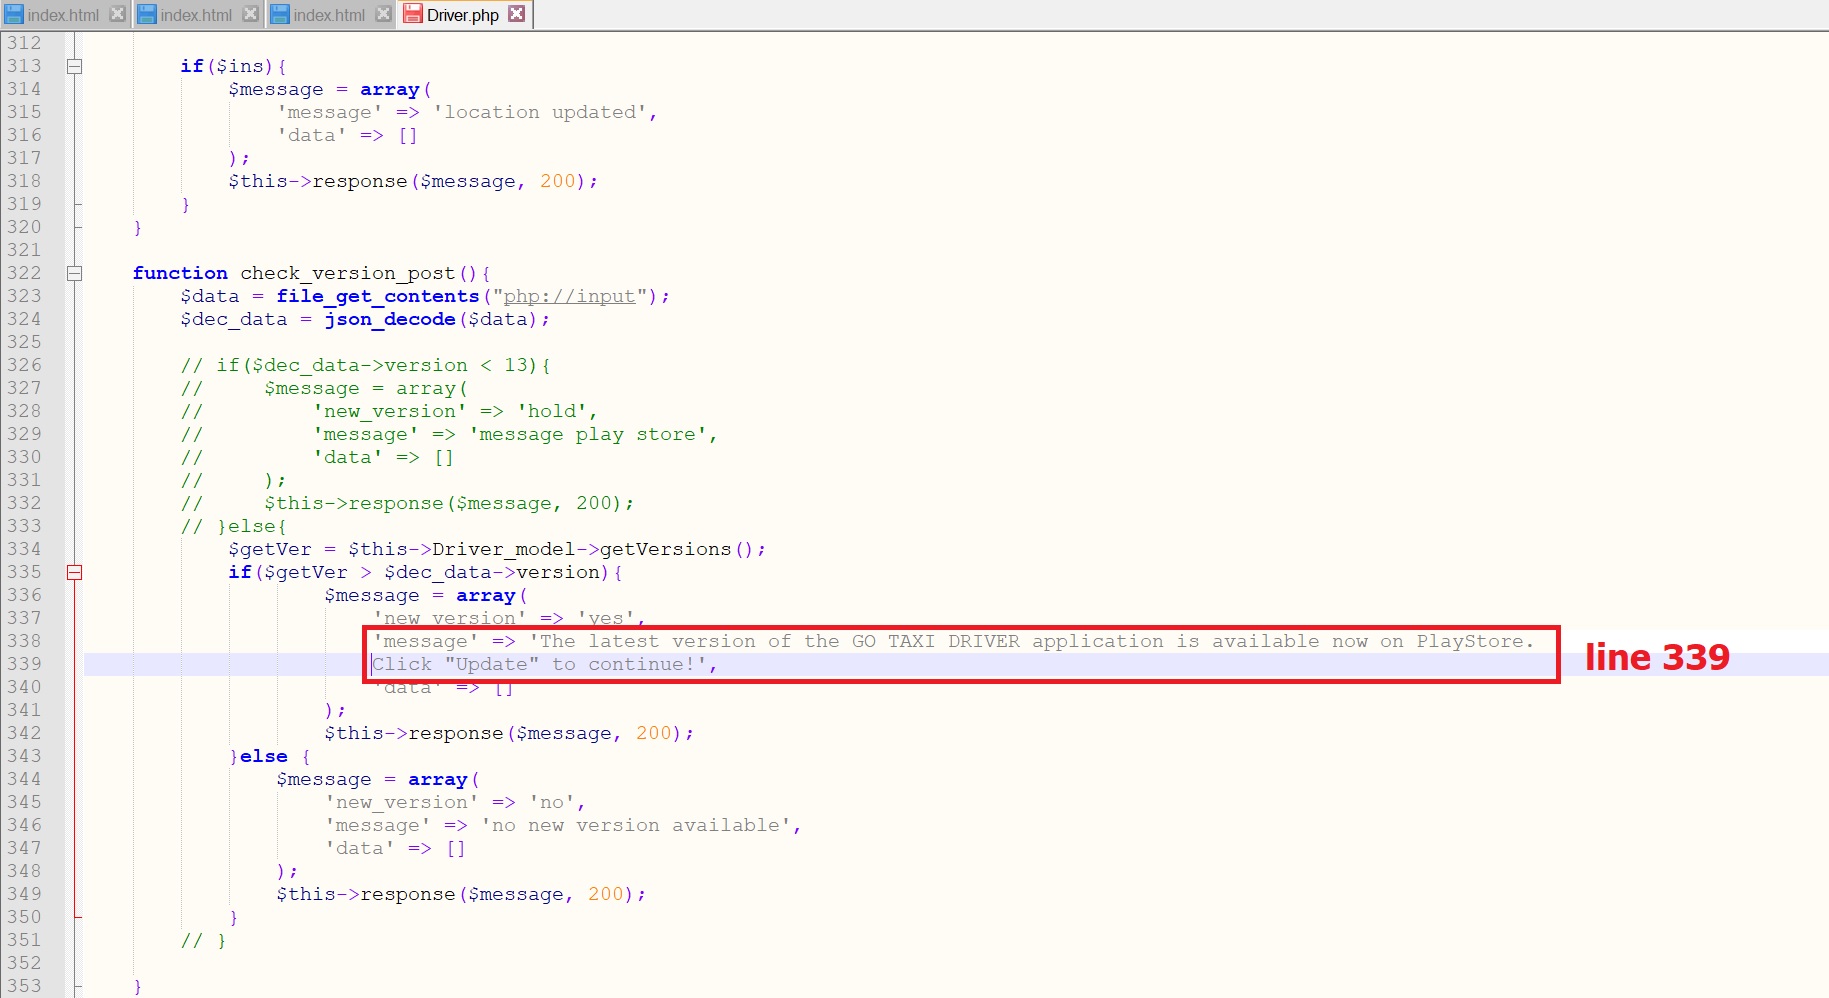 index.html index.html index.html Driver.php
312
313 if($ins){
314 $message = array(
315 'message' => 'location updated',
316 'data' => []
317 );
318 $this->response($message, 200);
319 }
320 }
321
322 function check_version_post(){
323 $data = file_get_contents("php://input");
324 $dec_data = json_decode($data);
325
326 // if($dec_data->version < 13){
327 // $message = array(
328 // 'new_version' => 'hold',
329 // 'message' => 'message play store',
330 // 'data' => []
331 // );
332 // $this->response($message, 200);
333 // }else{
334 $getVer = $this->Driver_model->getVersions();
335 if($getVer > $dec_data->version){
336 $message = array(
337 'new_version' => 'yes',
338 'message' => 'The latest version of the GO TAXI DRIVER application is available now on PlayStore.
339 Click "Update" to continue!',
line 339
340 'data' => []
341 );
342 $this->response($message, 200);
343 }else {
344 $message = array(
345 'new_version' => 'no',
346 'message' => 'no new version available',
347 'data' => []
348 );
349 $this->response($message, 200);
350 }
351 // }
352
353 }